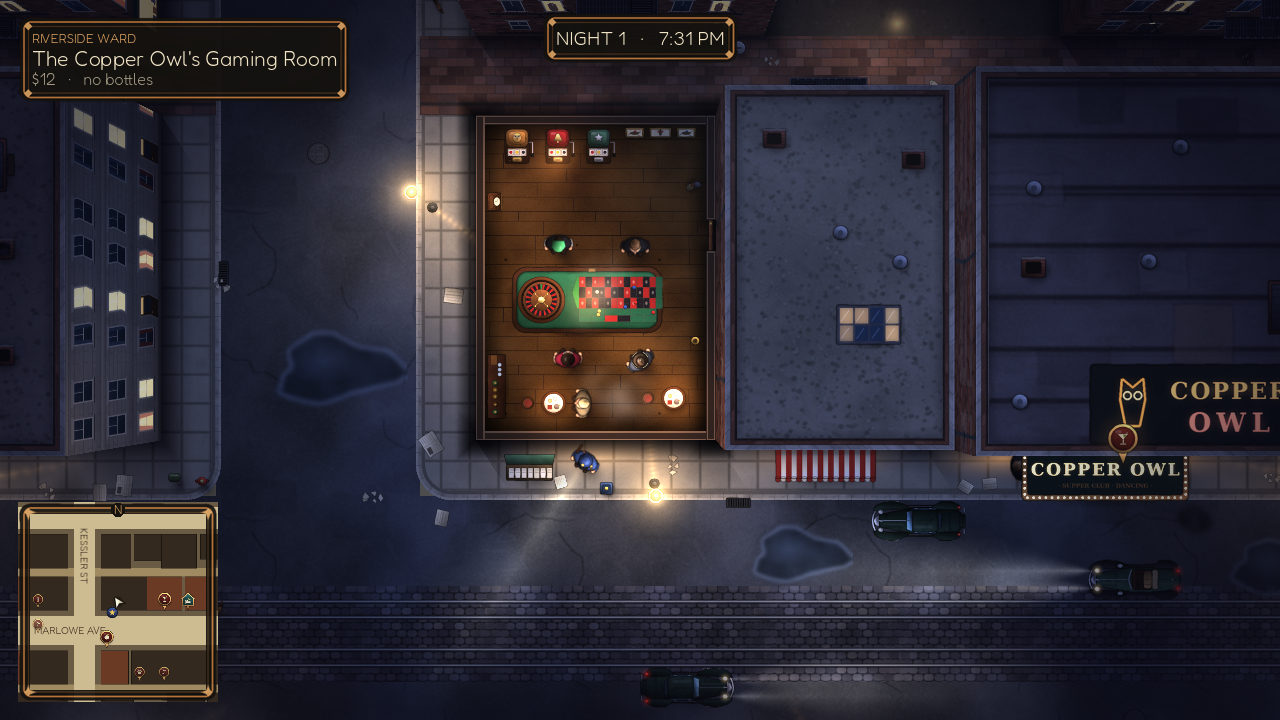 RIVERSIDE WARD
The Copper Owl's Gaming Room
$12 · no bottles
NIGHT 1 · 7:31 PM
COPPER
OWL
COPPER OWL
SUPPER CLUB · DANCING
N
KESSLER ST
MARLOWE AVE